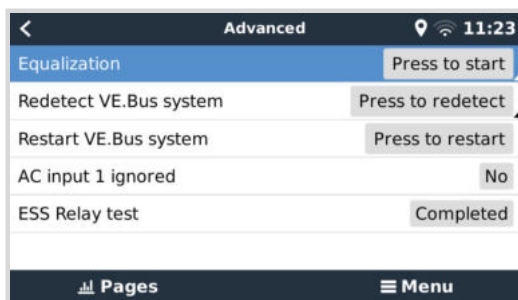 Advanced 11:23
Equalization Press to start
Redetect VE.Bus system Press to redetect
Restart VE.Bus system Press to restart
AC input 1 ignored No
ESS Relay test Completed
Pages Menu